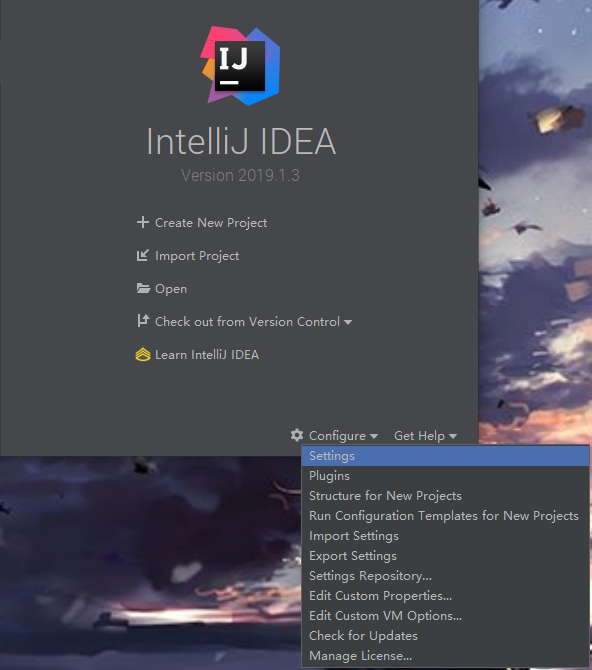 IJ
IntelliJ IDEA
Version 2019.1.3
Create New Project
Import Project
Open
Check out from Version Control
Learn IntelliJ IDEA
Configure Get Help
Settings
Plugins
Structure for New Projects
Run Configuration Templates for New Projects
Import Settings
Export Settings
Settings Repository...
Edit Custom Properties...
Edit Custom VM Options...
Check for Updates
Manage License...